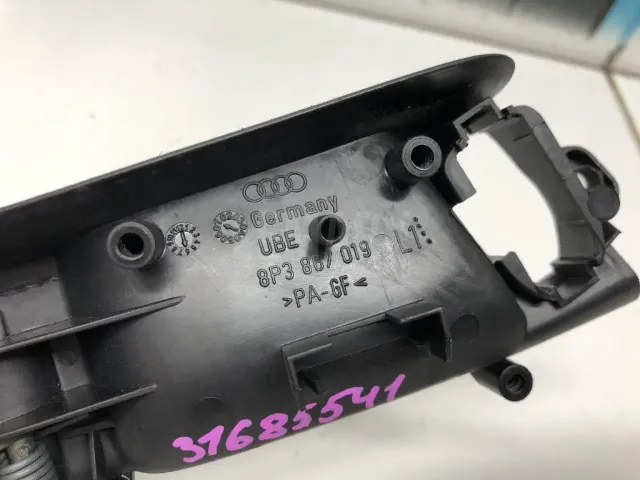 Germany
UBE
8P3 867 019 L1
>PA-GF<
31685541